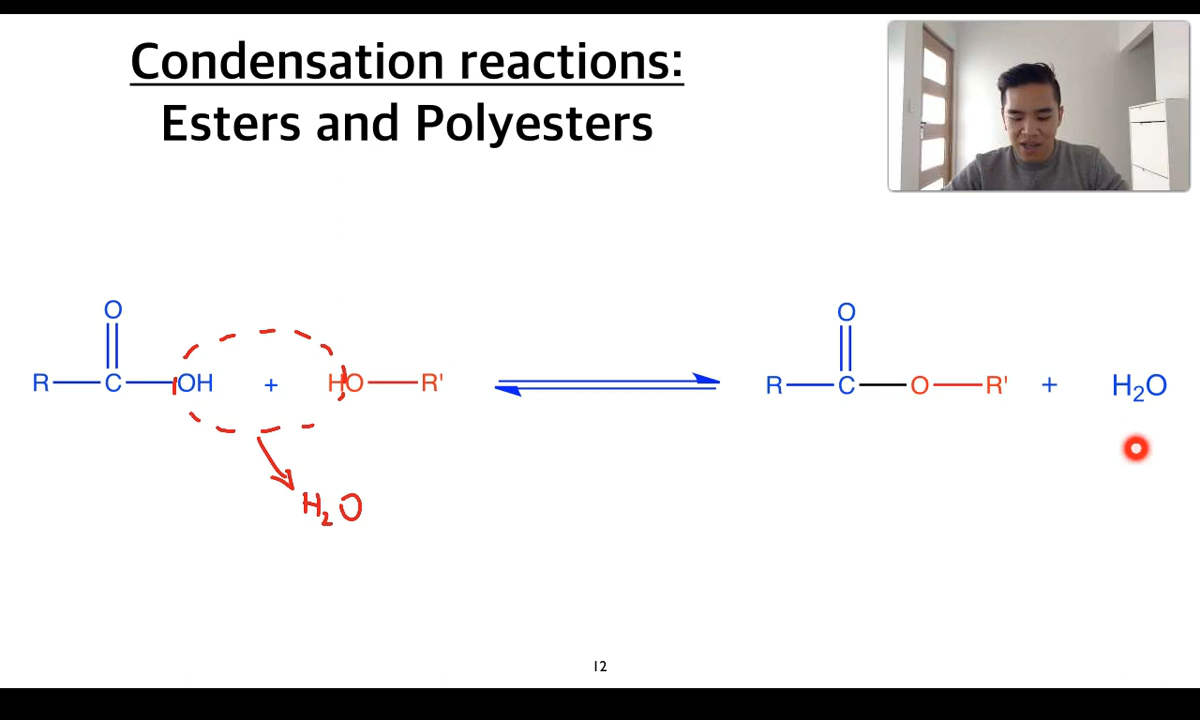 Condensation reactions:
Esters and Polyesters
O
R C OH + HO R'
H₂O
O
R C O R' + H₂O
12